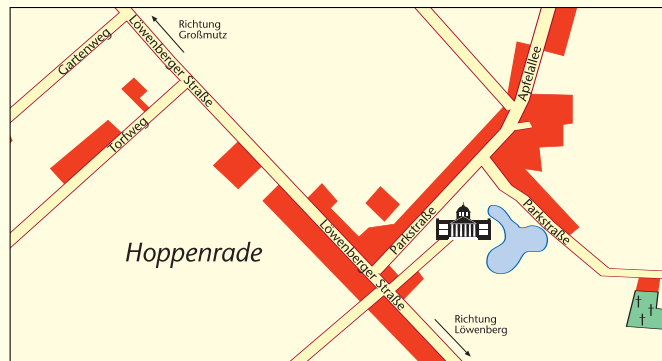 Richtung
Großmutz
Löwenberger Straße
Gartenweg
Apfelallee
Torfweg
Parkstraße
Parkstraße
Löwenberger Straße
Hoppenrade
Richtung
Löwenberg